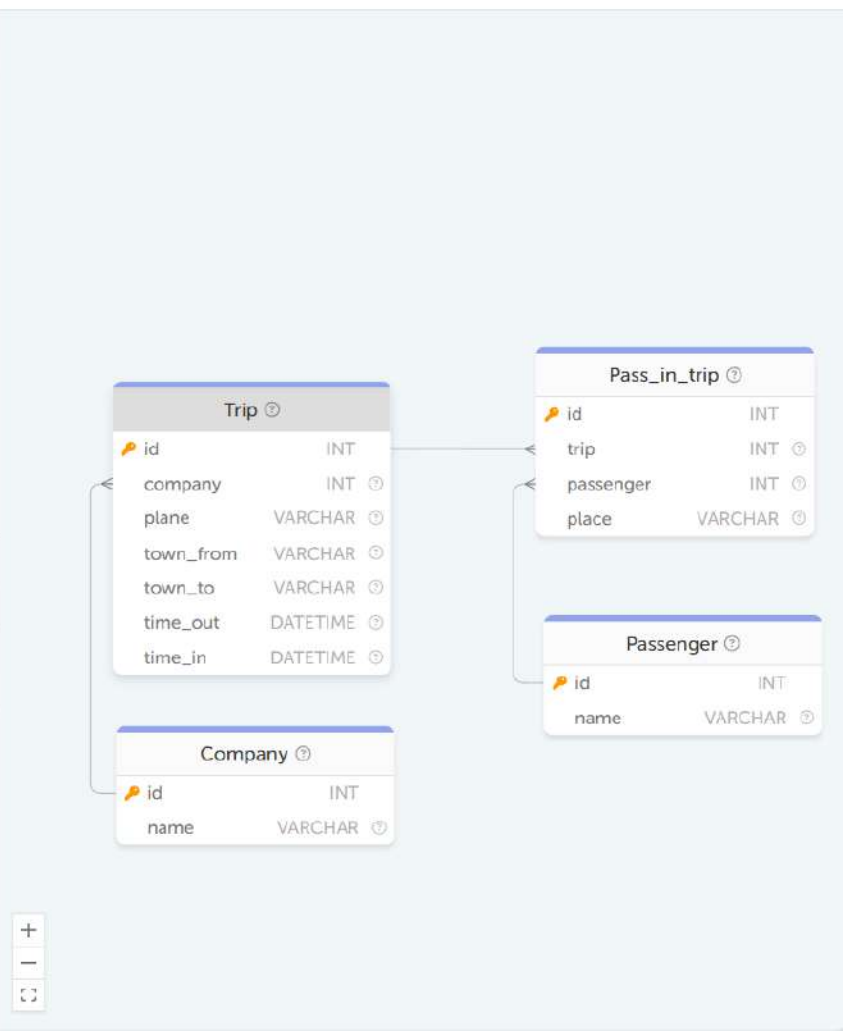 Trip
id INT
company INT
plane VARCHAR
town_from VARCHAR
town_to VARCHAR
time_out DATETIME
time_in DATETIME
Company
id INT
name VARCHAR
Pass_in_trip
id INT
trip INT
passenger INT
place VARCHAR
Passenger
id INT
name VARCHAR